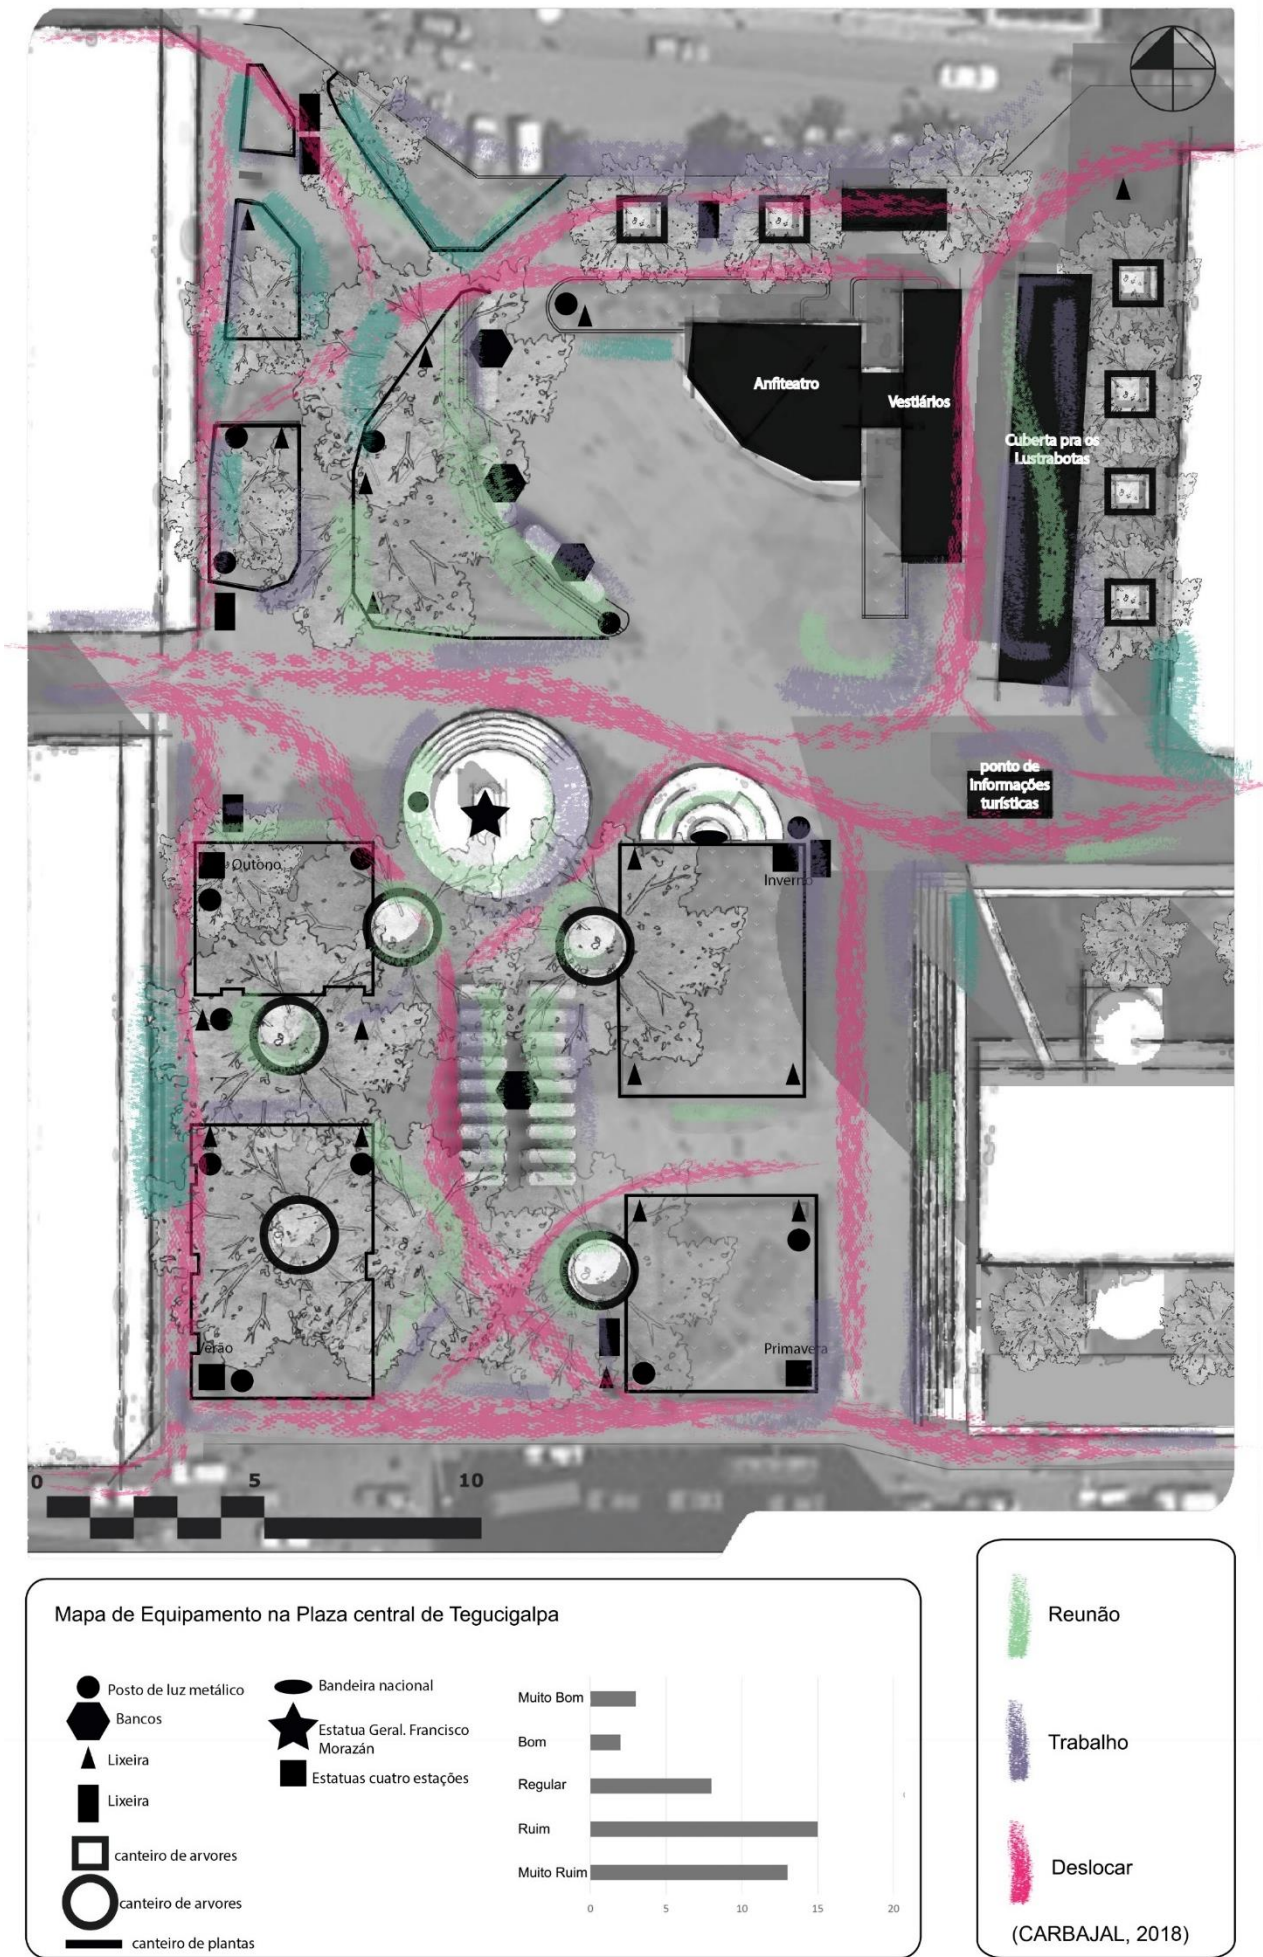 Anfiteatro
Vestiários
Cuberta pra os
Lustrabotas
ponto de
informações
turísticas
Outono
Inverno
Verão
Primavera
0 5 10
Mapa de Equipamento na Plaza central de Tegucigalpa
Posto de luz metálico
Bancos
Lixeira
Lixeira
canteiro de arvores
canteiro de arvores
canteiro de plantas
Bandeira nacional
Estatua Geral. Francisco
Morazán
Estatuas cuatro estações
Muito Bom
Bom
Regular
Ruim
Muito Ruim
0 5 10 15 20
Reunão
Trabalho
Deslocar
(CARBAJAL, 2018)